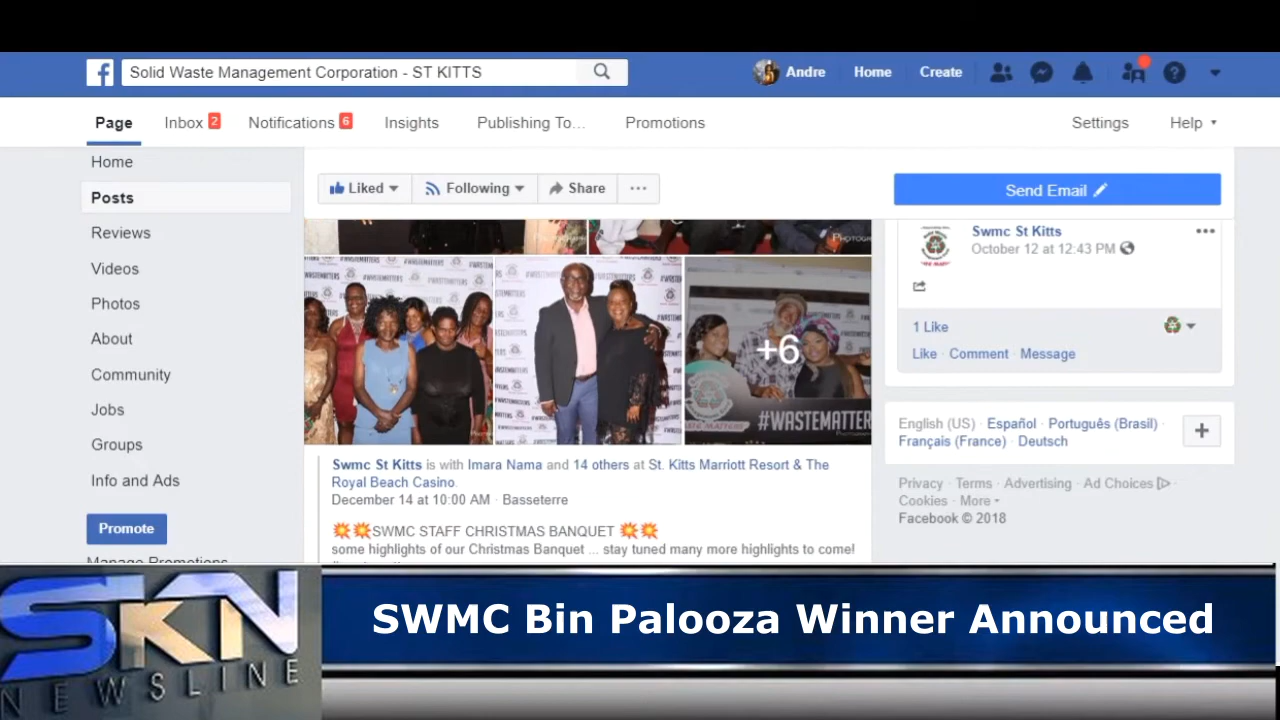 Solid Waste Management Corporation - ST KITTS
Andre Home Create
Page Inbox 2 Notifications 6 Insights Publishing To... Promotions Settings Help
Home
Posts
Reviews
Videos
Photos
About
Community
Jobs
Groups
Info and Ads
Promote
Manage Promotions
Liked Following Share ...
Send Email
+6
#WASTEMATTER
Swmc St Kitts is with Imara Nama and 14 others at St. Kitts Marriott Resort & The
Royal Beach Casino.
December 14 at 10:00 AM · Basseterre
💥💥SWMC STAFF CHRISTMAS BANQUET 💥💥
some highlights of our Christmas Banquet ... stay tuned many more highlights to come!
Swmc St Kitts
October 12 at 12:43 PM
1 Like
Like · Comment · Message
English (US) · Español · Português (Brasil) ·
Français (France) · Deutsch
Privacy · Terms · Advertising · Ad Choices ·
Cookies · More
Facebook © 2018
SKN
NEWSLINE
SWMC Bin Palooza Winner Announced